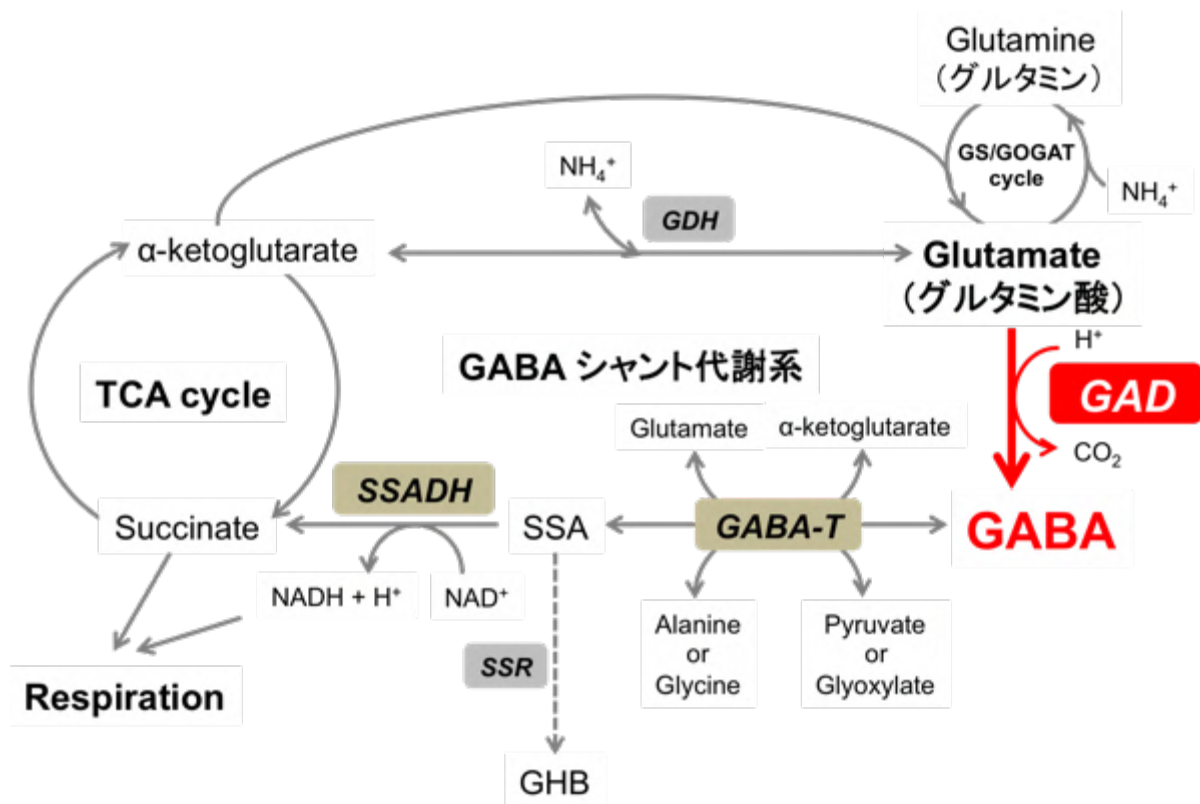 Glutamine
（グルタミン）
GS/GOGAT
cycle
NH₄⁺
NH₄⁺
GDH
α-ketoglutarate
Glutamate
（グルタミン酸）
H⁺
GABA シャント代謝系
TCA cycle
GAD
Glutamate
α-ketoglutarate
CO₂
SSADH
Succinate
SSA
GABA-T
GABA
NADH + H⁺
NAD⁺
Alanine
or
Glycine
Pyruvate
or
Glyoxylate
SSR
Respiration
GHB